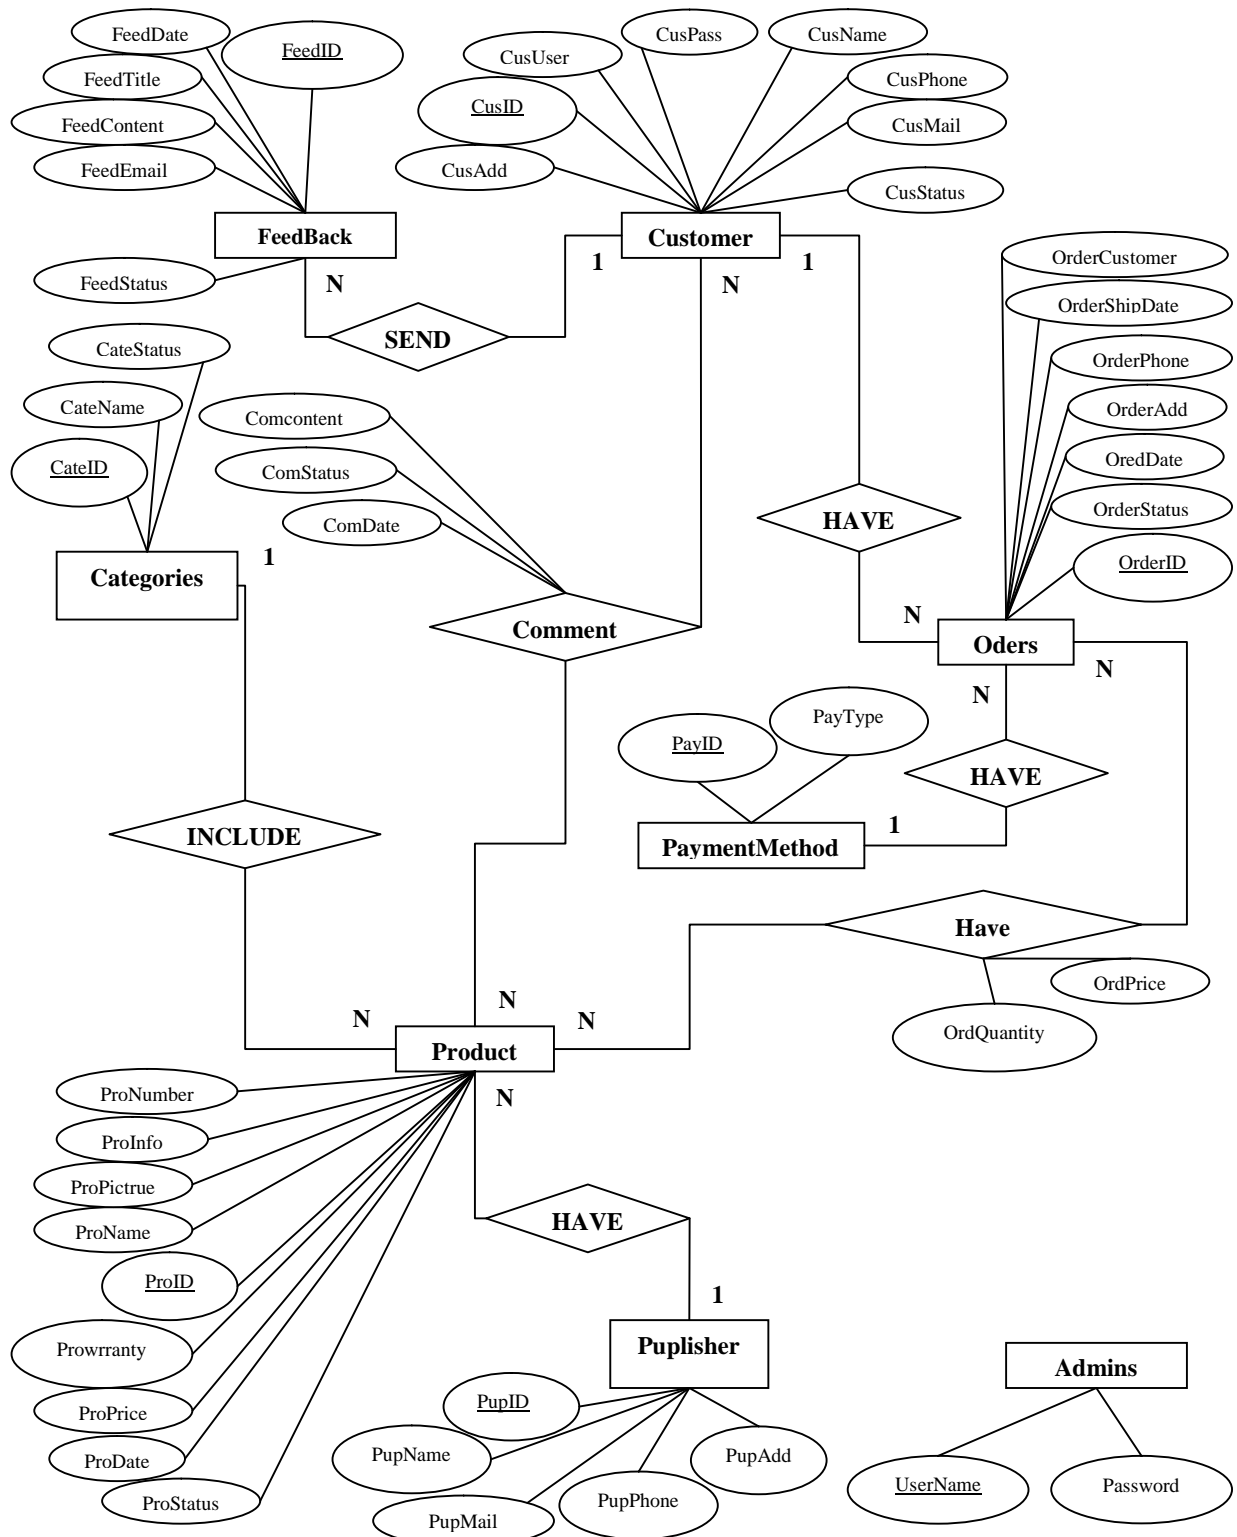 FeedDate
FeedID
CusUser
CusPass
CusName
FeedTitle
CusPhone
CusID
FeedContent
CusMail
FeedEmail
CusAdd
CusStatus
FeedBack
Customer
1
1
N
N
FeedStatus
OrderCustomer
OrderShipDate
SEND
CateStatus
OrderPhone
CateName
Comcontent
OrderAdd
CateID
ComStatus
OredDate
ComDate
HAVE
OrderStatus
1
Categories
OrderID
Comment
N
Oders
N
N
PayType
PayID
HAVE
INCLUDE
1
PaymentMethod
Have
OrdPrice
N
N
N
OrdQuantity
Product
ProNumber
N
ProInfo
ProPictrue
ProName
HAVE
ProID
1
Prowrranty
Puplisher
Admins
PupID
ProPrice
PupName
PupAdd
ProDate
UserName
Password
ProStatus
PupPhone
PupMail